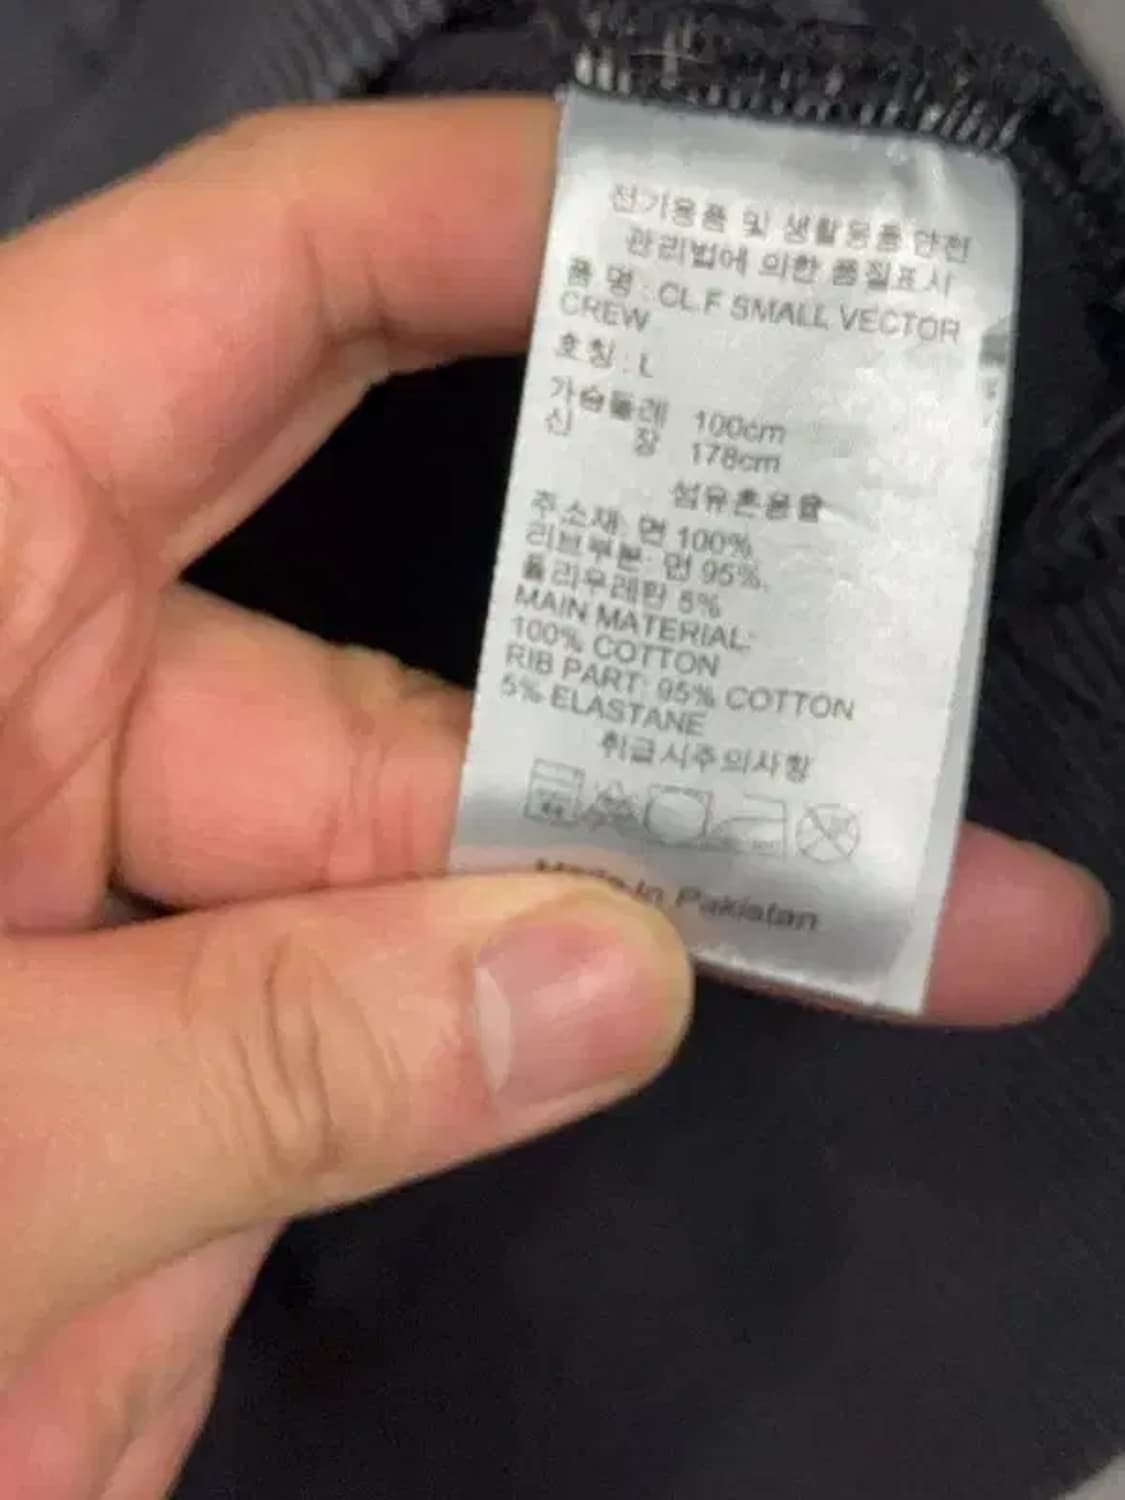 전기용품 및 생활용품 안전
관리법에 의한 품질표시
품 명 : CL F SMALL VECTOR
CREW
호칭 : L
가슴둘레 100cm
신 장 178cm
섬유혼용율
주소재: 면 100%
리브부분: 면 95%,
폴리우레탄 5%
MAIN MATERIAL:
100% COTTON
RIB PART: 95% COTTON
5% ELASTANE
취급시주의사항
Made in Pakistan